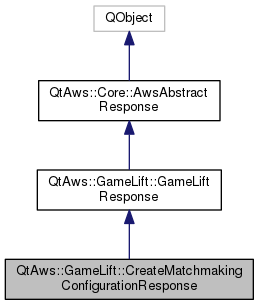 QObject
QtAws::Core::AwsAbstract
Response
QtAws::GameLift::GameLift
Response
QtAws::GameLift::CreateMatchmaking
ConfigurationResponse